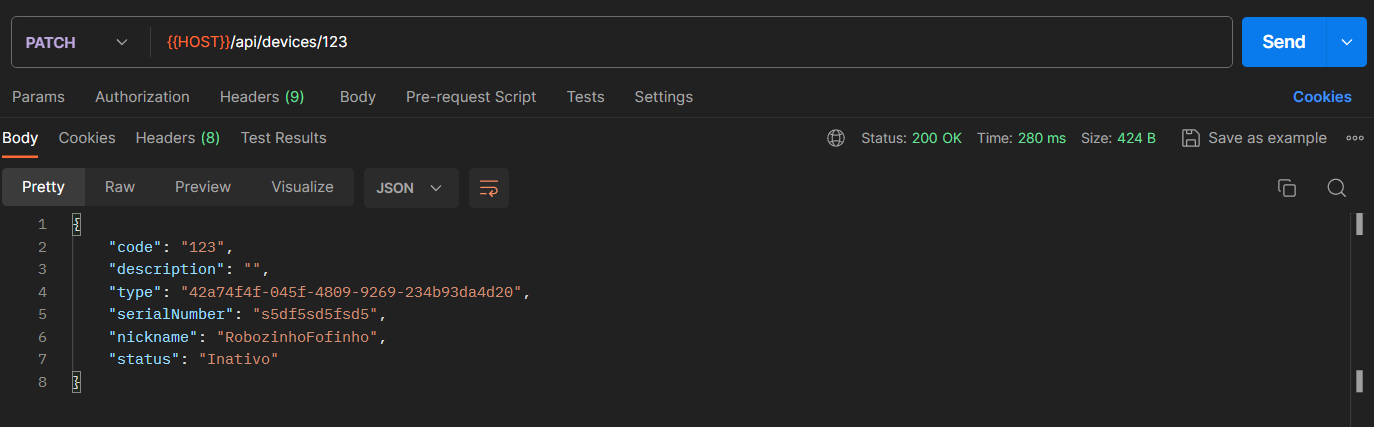 PATCH {{HOST}}/api/devices/123 Send
Params Authorization Headers (9) Body Pre-request Script Tests Settings Cookies
Body Cookies Headers (8) Test Results Status: 200 OK Time: 280 ms Size: 424 B Save as example
Pretty Raw Preview Visualize JSON
1 {
2 "code": "123",
3 "description": "",
4 "type": "42a74f4f-045f-4809-9269-234b93da4d20",
5 "serialNumber": "s5df5sd5fsd5",
6 "nickname": "RobozinhoFofinho",
7 "status": "Inativo"
8 }